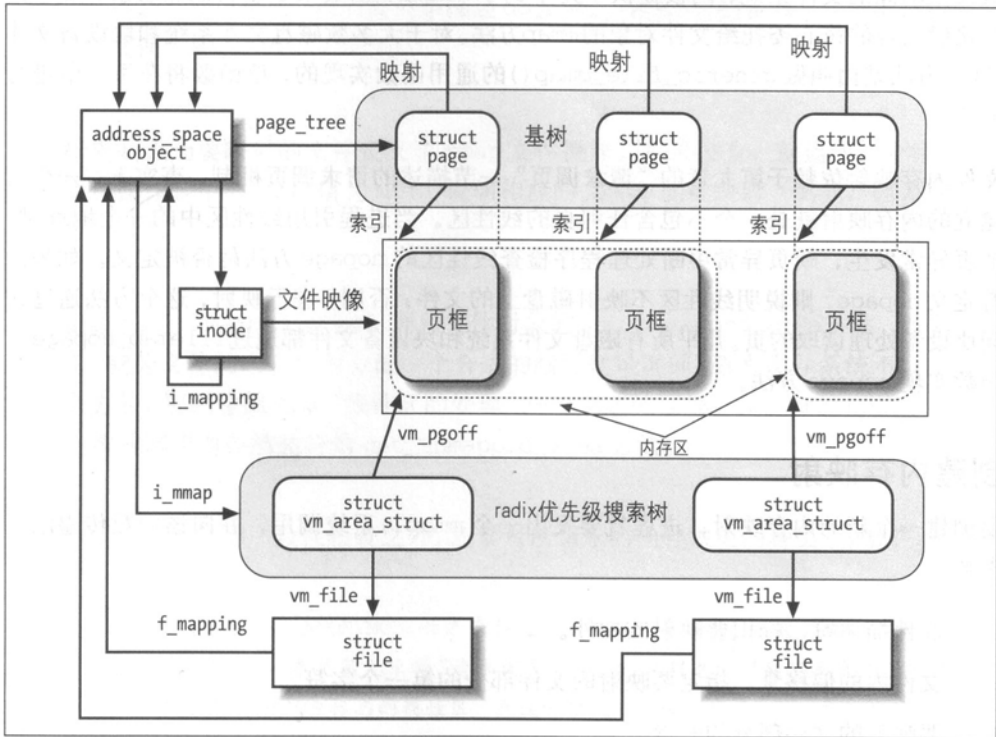 映射
映射
映射
address_space
object
page_tree
基树
struct
page
struct
page
struct
page
索引
索引
索引
struct
inode
文件映像
页框
页框
页框
i_mapping
vm_pgoff
内存区
vm_pgoff
i_mmap
struct
vm_area_struct
radix优先级搜索树
struct
vm_area_struct
vm_file
vm_file
f_mapping
f_mapping
struct
file
struct
file